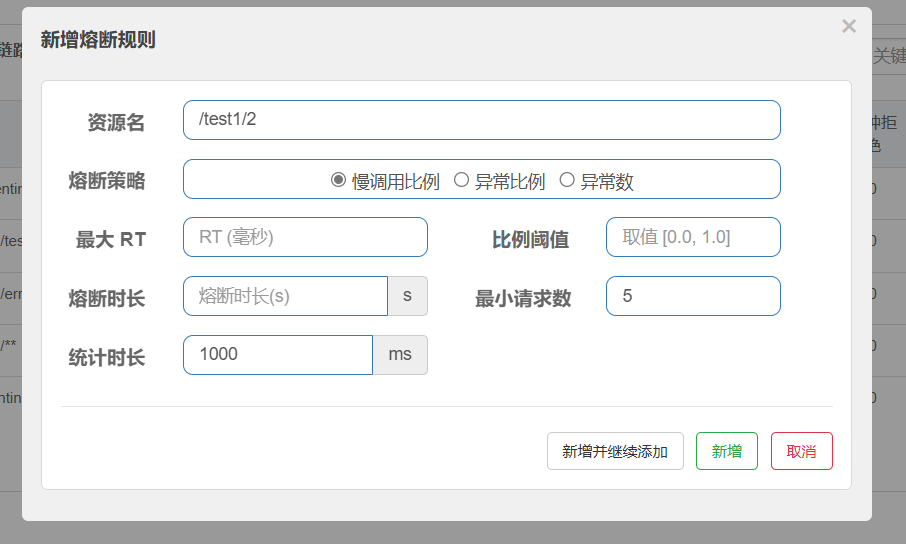 新增熔断规则
×
链路
关键
资源名 /test1/2
钟拒
绝
熔断策略 慢调用比例 异常比例 异常数
entin
0
最大 RT RT (毫秒) 比例阈值 取值 [0.0, 1.0]
/tes
0
熔断时长 熔断时长(s) s 最小请求数 5
/err
0
统计时长 1000 ms
/**
0
entin
0
新增并继续添加 新增 取消